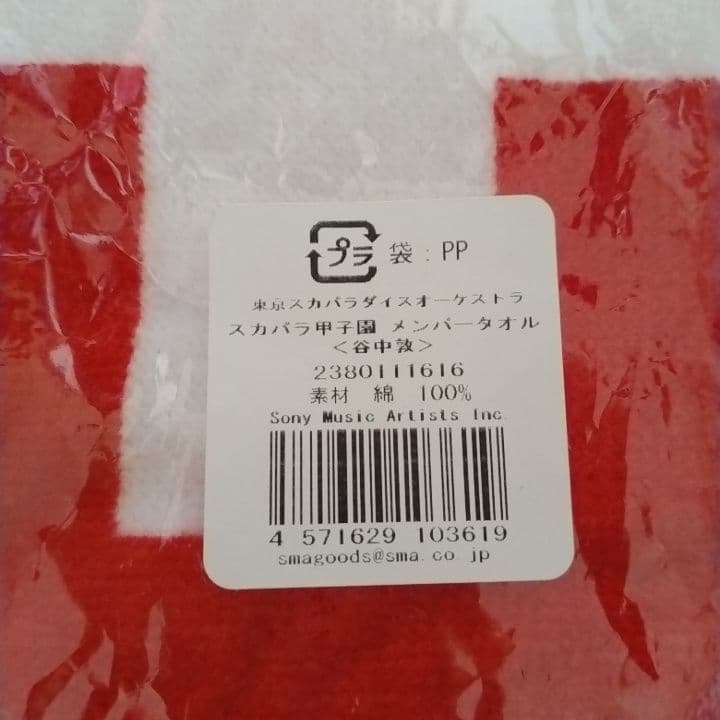 プラ 袋:PP
東京スカパラダイスオーケストラ
スカパラ甲子園 メンバータオル
<谷中敦>
2380111616
素材 綿 100%
Sony Music Artists Inc.
4 571629 103619
smagoods@sma.co.jp